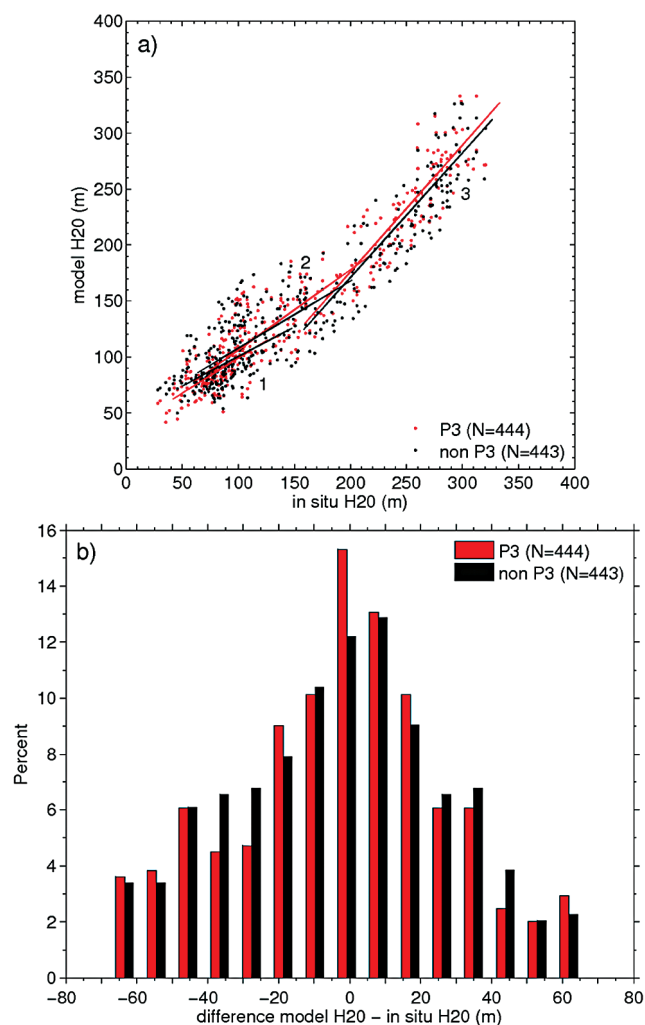 a)
400
350
300
250
200
150
100
50
0
model H20 (m)
1
2
3
P3 (N=444)
non P3 (N=443)
0 50 100 150 200 250 300 350 400
in situ H20 (m)
b)
16
14
12
10
8
6
4
2
0
Percent
P3 (N=444)
non P3 (N=443)
−80 −60 −40 −20 0 20 40 60 80
difference model H20 − in situ H20 (m)